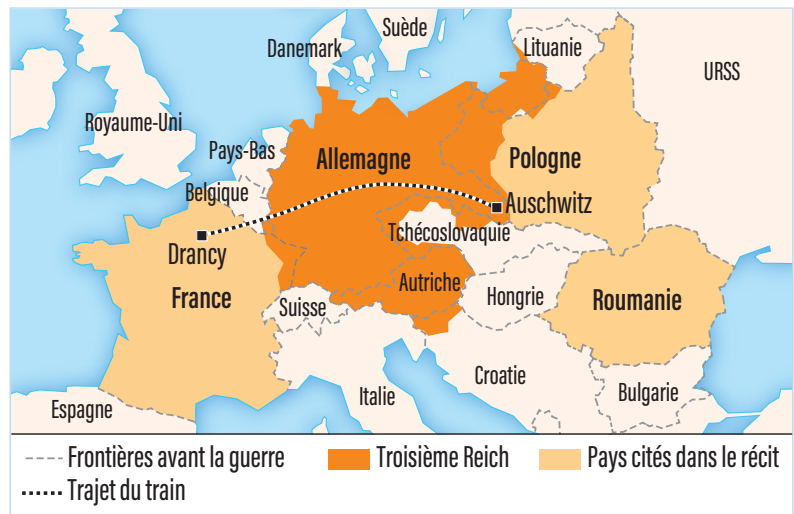 Suède
Danemark
Lituanie
URSS
Royaume-Uni
Pays-Bas
Allemagne
Pologne
Belgique
Auschwitz
Tchécoslovaquie
Drancy
Autriche
France
Suisse
Hongrie
Roumanie
Croatie
Italie
Bulgarie
Espagne
Frontières avant la guerre
Troisième Reich
Pays cités dans le récit
Trajet du train